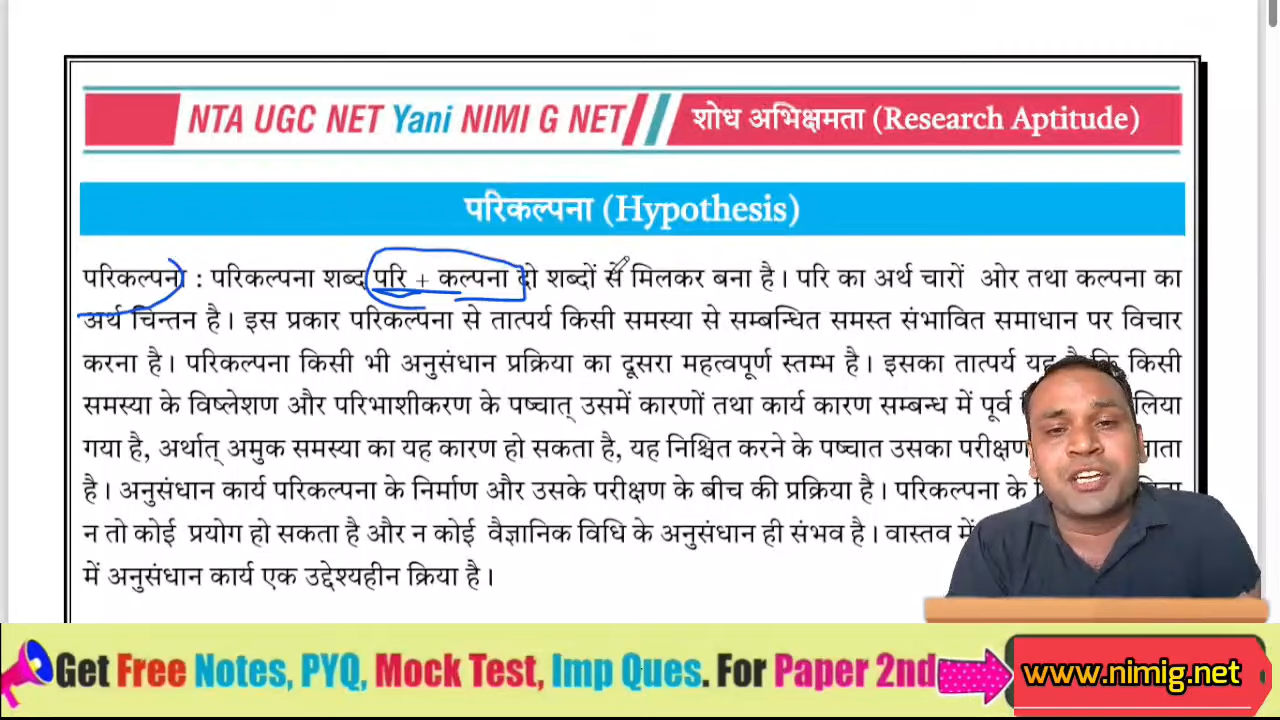 NTA UGC NET Yani NIMI G NET
शोध अभिक्षमता (Research Aptitude)
परिकल्पना (Hypothesis)
परिकल्पना : परिकल्पना शब्द परि + कल्पना दो शब्दों से मिलकर बना है। परि का अर्थ चारों ओर तथा कल्पना का
अर्थ चिन्तन है। इस प्रकार परिकल्पना से तात्पर्य किसी समस्या से सम्बन्धित समस्त संभावित समाधान पर विचार
करना है। परिकल्पना किसी भी अनुसंधान प्रक्रिया का दूसरा महत्वपूर्ण स्तम्भ है। इसका तात्पर्य यह है कि किसी
समस्या के विष्लेशण और परिभाशीकरण के पष्चात् उसमें कारणों तथा कार्य कारण सम्बन्ध में पूर्व लिया
गया है, अर्थात् अमुक समस्या का यह कारण हो सकता है, यह निश्चित करने के पष्चात उसका परीक्षण
है। अनुसंधान कार्य परिकल्पना के निर्माण और उसके परीक्षण के बीच की प्रक्रिया है। परिकल्पना के
न तो कोई प्रयोग हो सकता है और न कोई वैज्ञानिक विधि के अनुसंधान ही संभव है। वास्तव में
में अनुसंधान कार्य एक उद्देश्यहीन क्रिया है।
Get Free Notes, PYQ, Mock Test, Imp Ques. For Paper 2nd
www.nimig.net